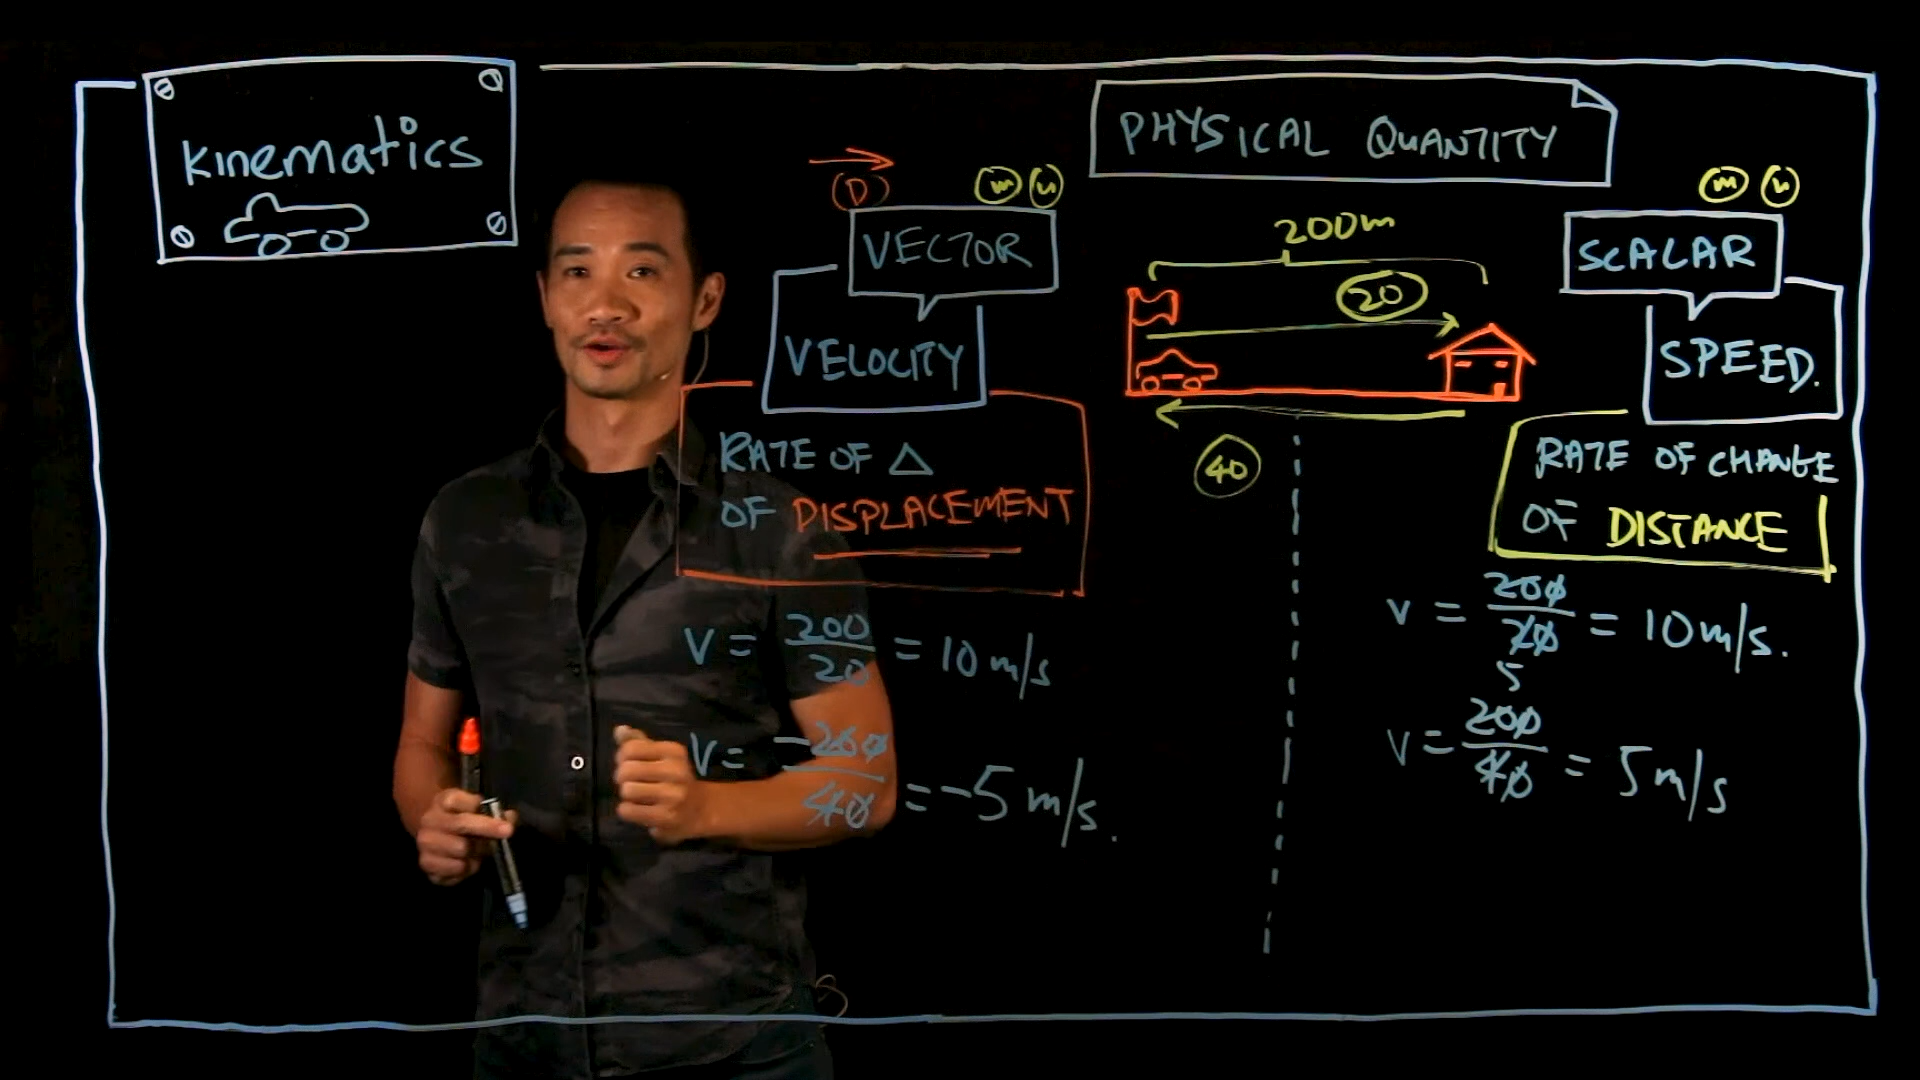 Kinematics
PHYSICAL QUANTITY
(D)
m u
VECTOR
VELOCITY
RATE OF △
OF DISPLACEMENT
V = 200/20 = 10 m/s
V = -200/40 = -5 m/s.
200m
20
40
m u
SCALAR
SPEED.
RATE OF CHANGE
OF DISTANCE
v = 200/20 = 10 m/s.
5
v = 200/40 = 5 m/s